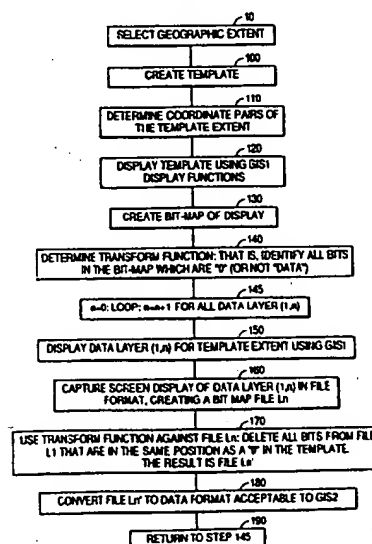 10
SELECT GEOGRAPHIC EXTENT
100
CREATE TEMPLATE
110
DETERMINE COORDINATE PAIRS OF
THE TEMPLATE EXTENT
120
DISPLAY TEMPLATE USING GIS1
DISPLAY FUNCTIONS
130
CREATE BIT-MAP OF DISPLAY
140
DETERMINE TRANSFORM FUNCTION: THAT IS, IDENTIFY ALL BITS
IN THE BIT-MAP WHICH ARE "0" (OR NOT "DATA")
145
n=0: LOOP: n=n+1 FOR ALL DATA LAYER (1,n)
150
DISPLAY DATA LAYER (1,n) FOR TEMPLATE EXTENT USING GIS1
160
CAPTURE SCREEN DISPLAY OF DATA LAYER (1,n) IN FILE
FORMAT, CREATING A BIT MAP FILE Ln
170
USE TRANSFORM FUNCTION AGAINST FILE Ln: DELETE ALL BITS FROM FILE
L1 THAT ARE IN THE SAME POSITION AS A "0" IN THE TEMPLATE.
THE RESULT IS FILE Ln'
180
CONVERT FILE Ln' TO DATA FORMAT ACCEPTABLE TO GIS2
190
RETURN TO STEP 145